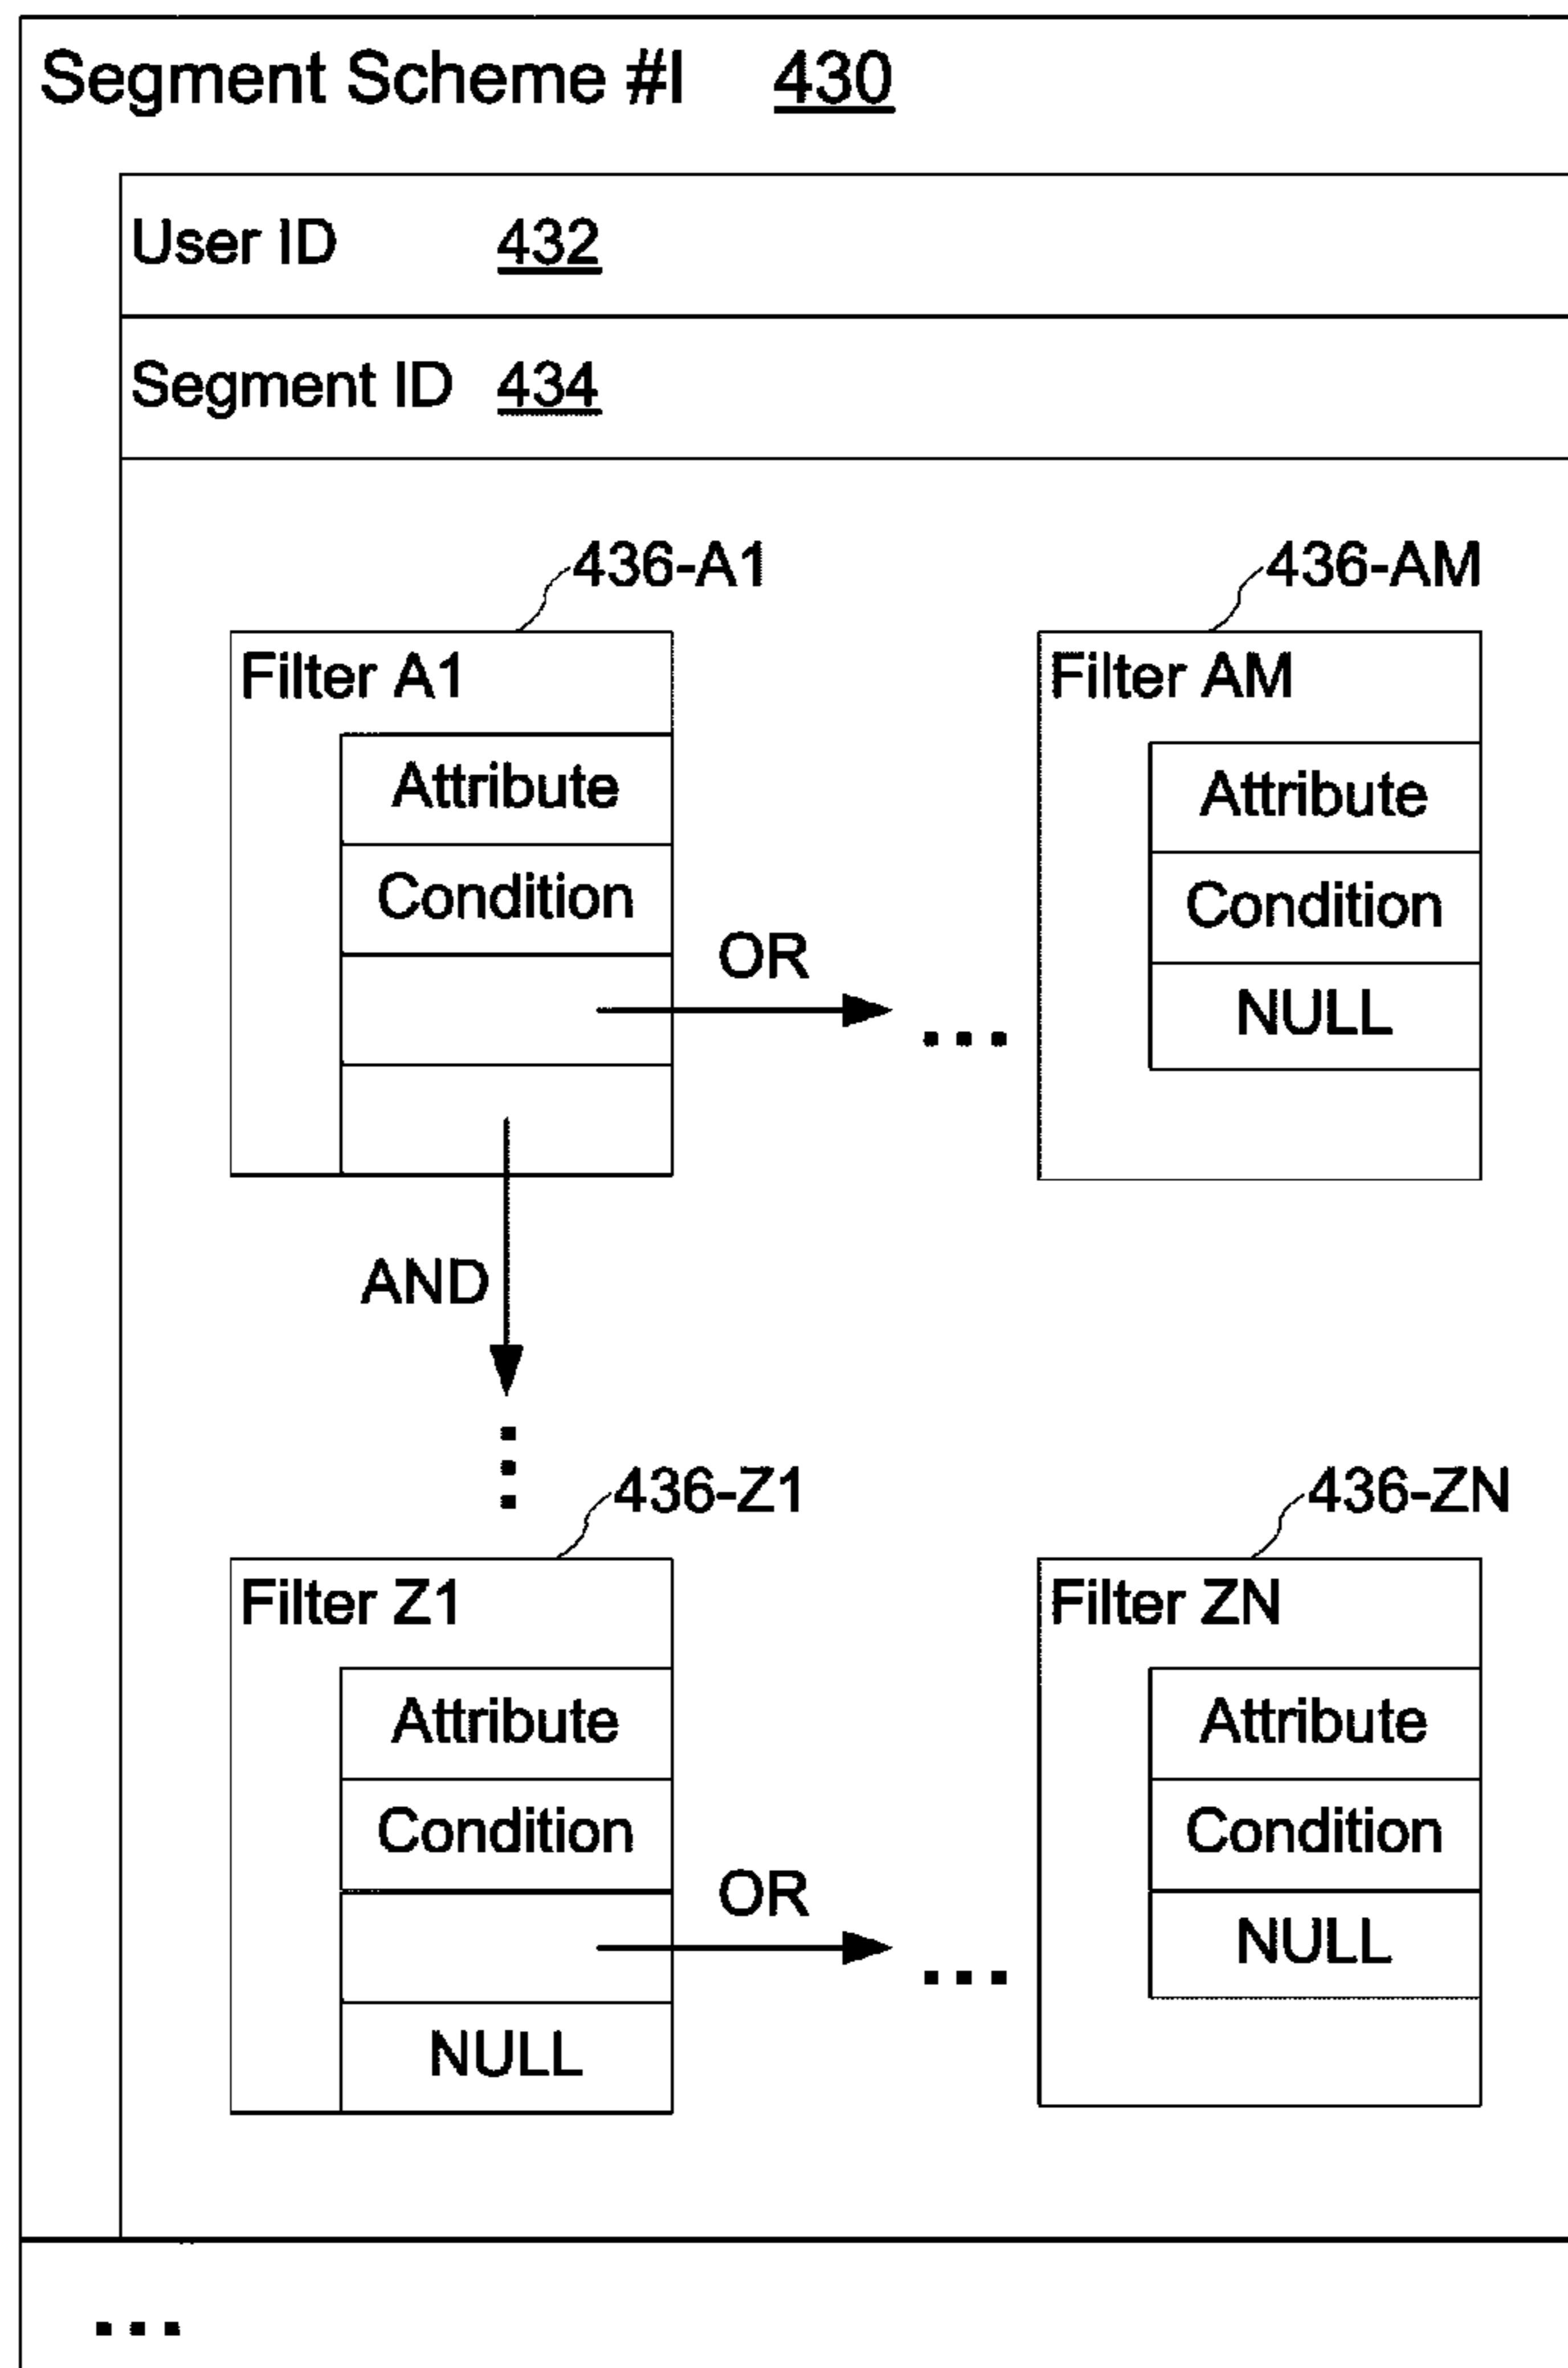 Segment Scheme #I 430
User ID 432
Segment ID 434
436-A1
436-AM
Filter A1
Filter AM
Attribute
Attribute
Condition
Condition
OR
NULL
...
AND
436-Z1
436-ZN
Filter Z1
Filter ZN
Attribute
Attribute
Condition
Condition
OR
NULL
...
NULL
...